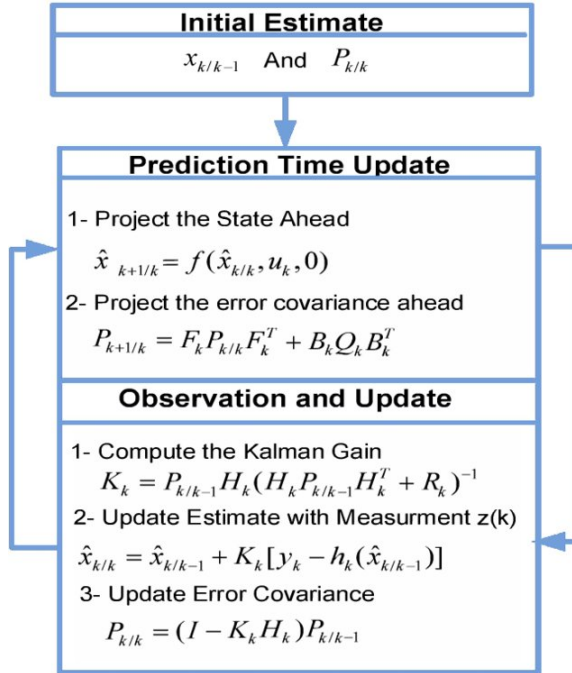 Initial Estimate
x_{k/k-1} And P_{k/k}
Prediction Time Update
1- Project the State Ahead
x̂_{k+1/k} = f(x̂_{k/k}, u_k, 0)
2- Project the error covariance ahead
P_{k+1/k} = F_k P_{k/k} F_k^T + B_k Q_k B_k^T
Observation and Update
1- Compute the Kalman Gain
K_k = P_{k/k-1} H_k (H_k P_{k/k-1} H_k^T + R_k)^{-1}
2- Update Estimate with Measurment z(k)
x̂_{k/k} = x̂_{k/k-1} + K_k [y_k - h_k(x̂_{k/k-1})]
3- Update Error Covariance
P_{k/k} = (I - K_k H_k) P_{k/k-1}